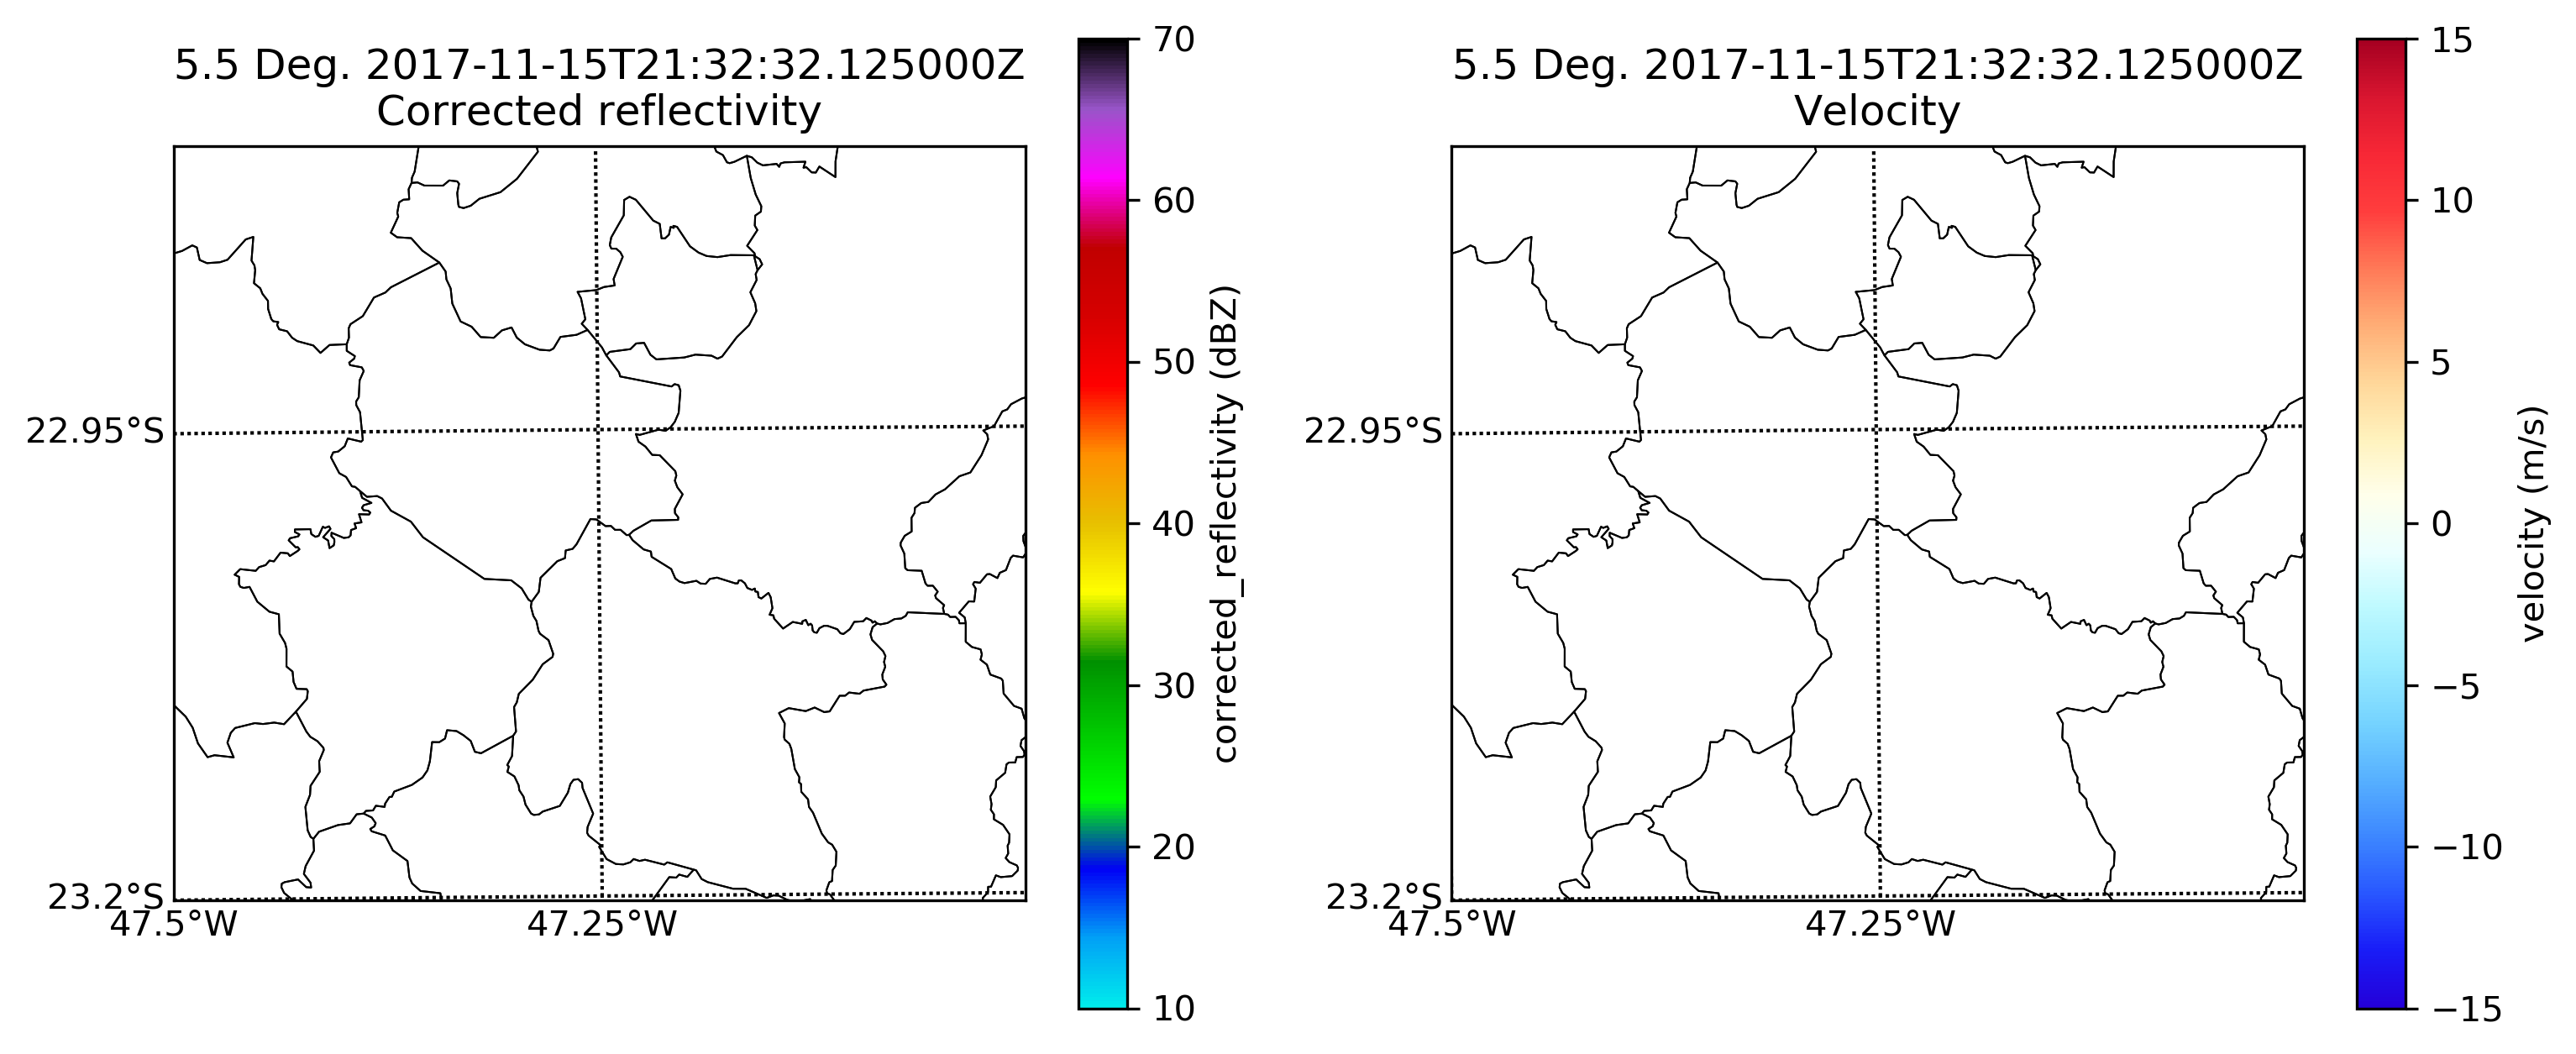 5.5 Deg. 2017-11-15T21:32:32.125000Z
Corrected reflectivity
22.95°S
23.2°S
47.5°W
47.25°W
70
60
50
40
30
20
10
corrected_reflectivity (dBZ)
5.5 Deg. 2017-11-15T21:32:32.125000Z
Velocity
22.95°S
23.2°S
47.5°W
47.25°W
15
10
5
0
−5
−10
−15
velocity (m/s)